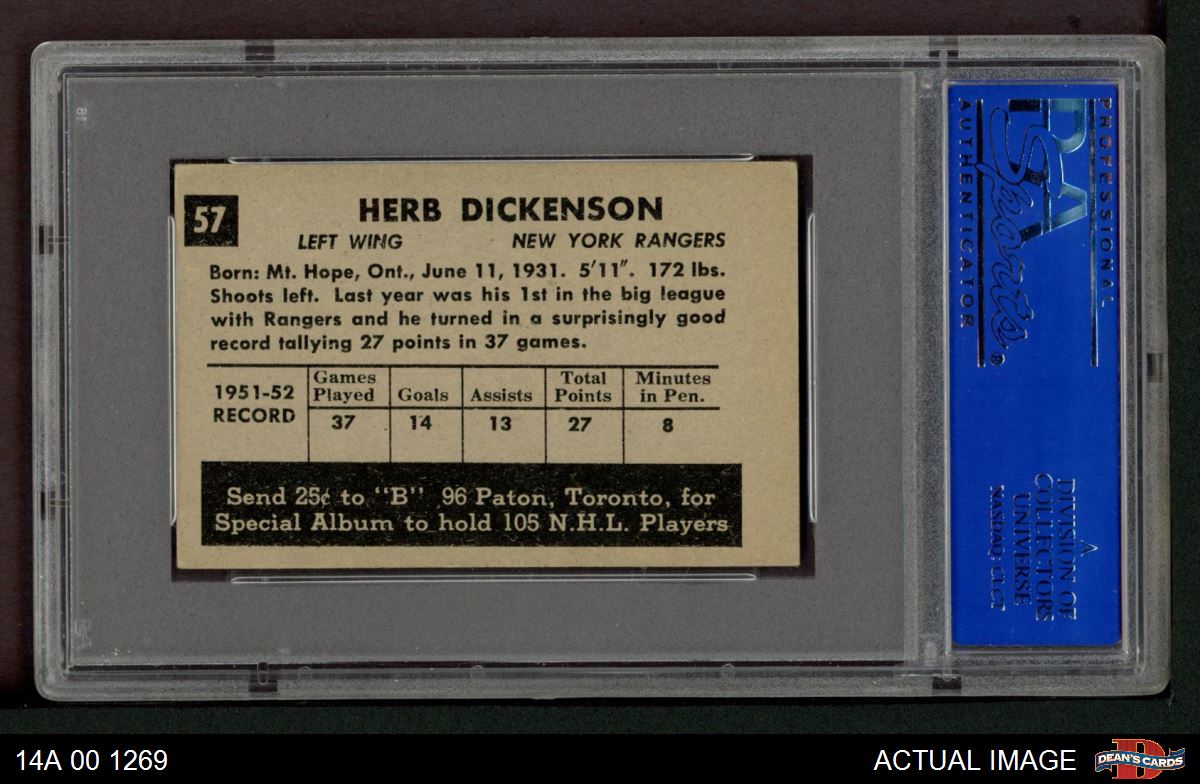 57
HERB DICKENSON
LEFT WING NEW YORK RANGERS
Born: Mt. Hope, Ont., June 11, 1931. 5'11". 172 lbs.
Shoots left. Last year was his 1st in the big league
with Rangers and he turned in a surprisingly good
record tallying 27 points in 37 games.
1951-52 RECORD
Games Played Goals Assists Total Points Minutes in Pen.
37 14 13 27 8
Send 25¢ to "B" 96 Paton, Toronto, for
Special Album to hold 105 N.H.L. Players
PROFESSIONAL
PSA
Sports®
AUTHENTICATOR
A
DIVISION OF
COLLECTORS
UNIVERSE
NASDAQ: CLCT
14A 00 1269
ACTUAL IMAGE
D
DEAN'S CARDS